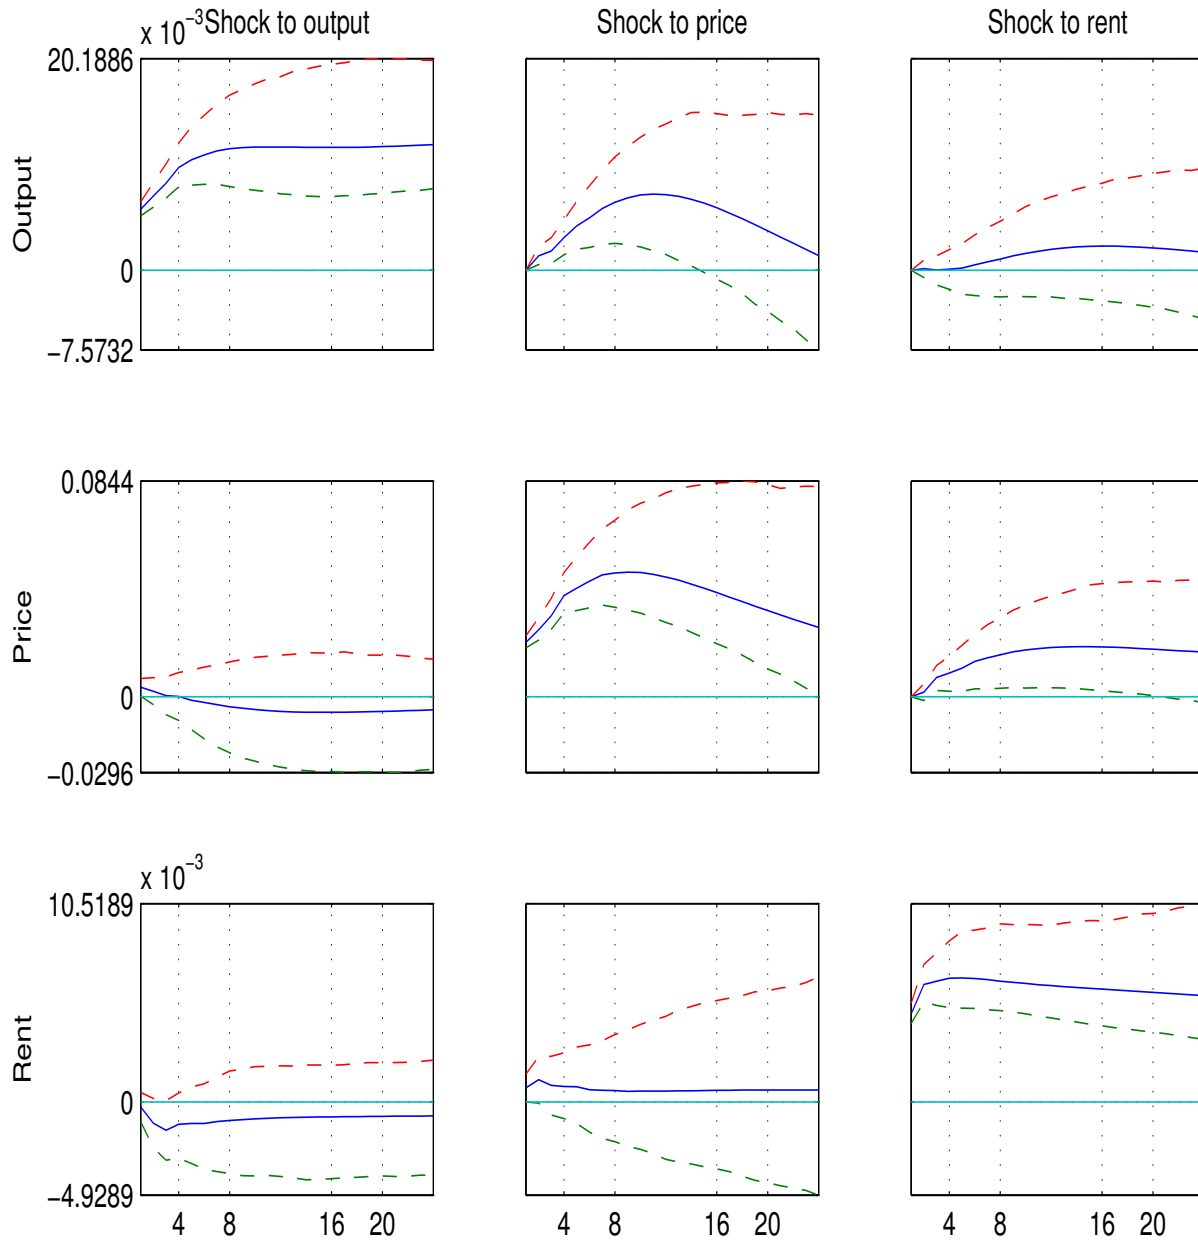 x 10⁻³ Shock to output Shock to price Shock to rent
20.1886
Output
0
−7.5732
0.0844
Price
0
−0.0296
x 10⁻³
10.5189
Rent
0
−4.9289
4 8 16 20 4 8 16 20 4 8 16 20